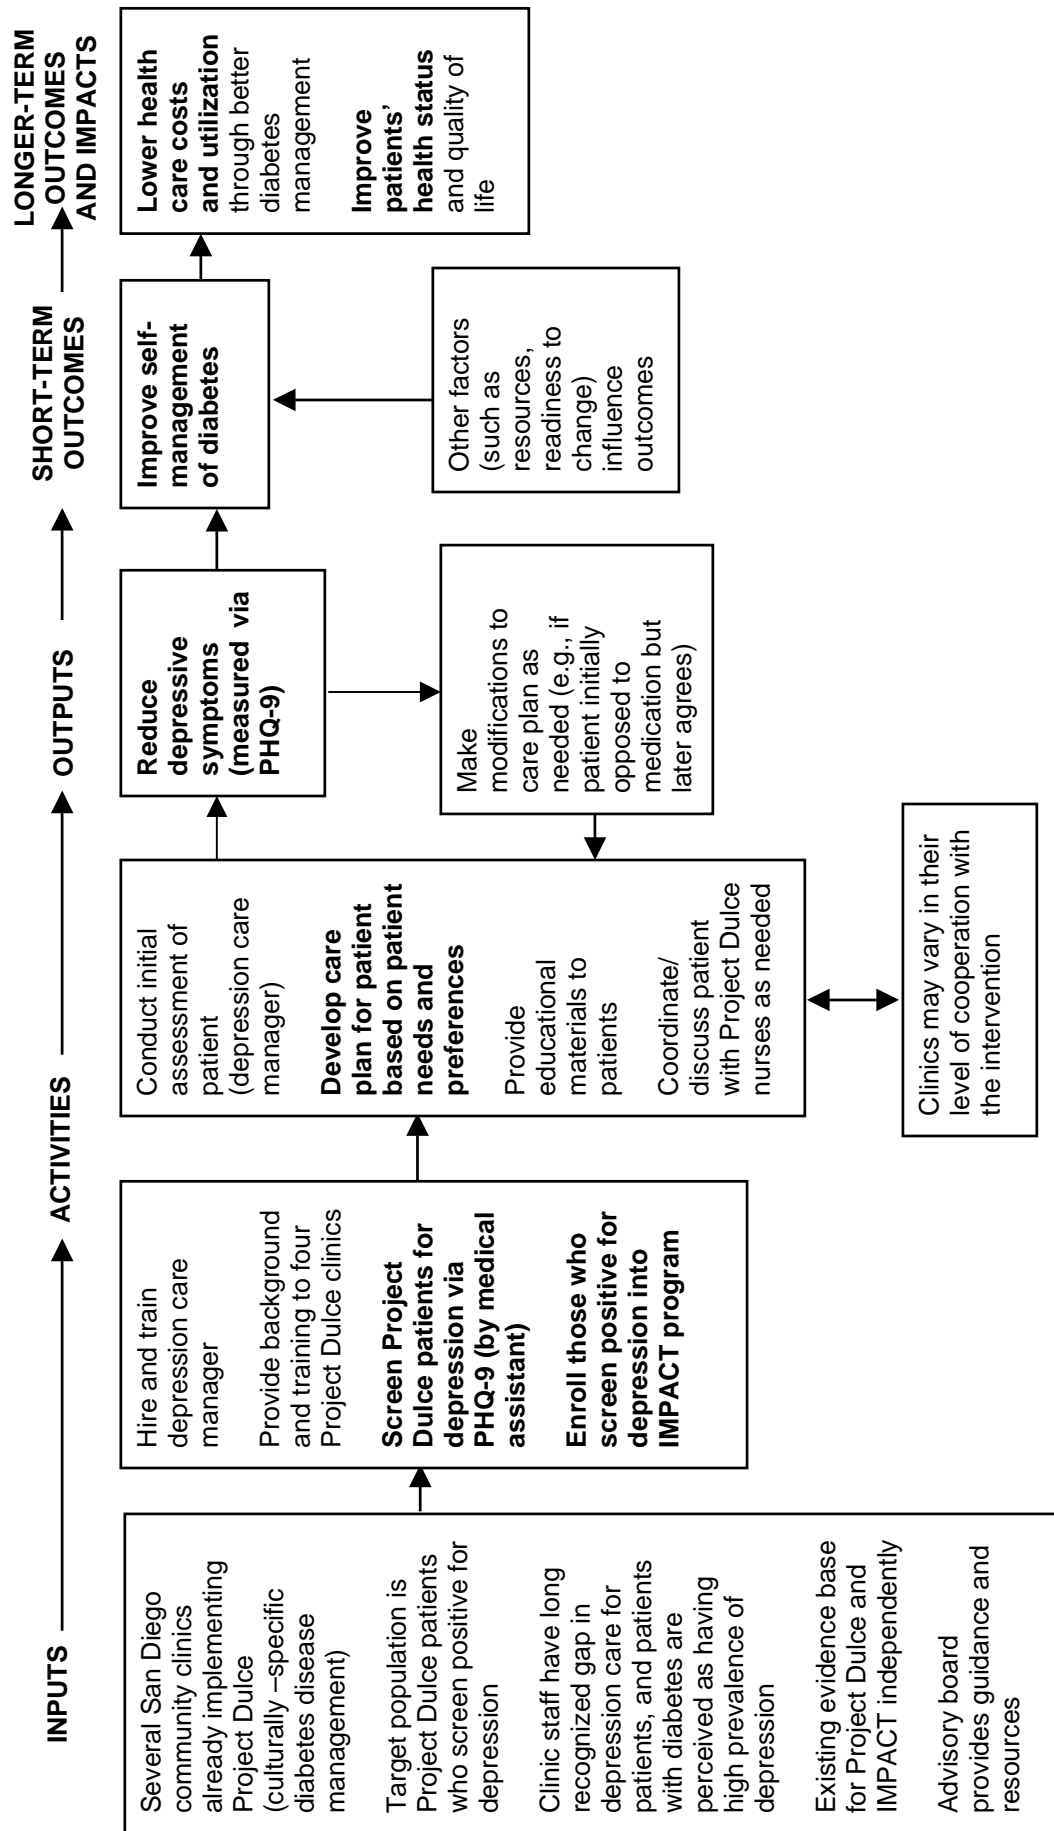 INPUTS
ACTIVITIES
OUTPUTS
SHORT-TERM
OUTCOMES
LONGER-TERM
OUTCOMES
AND IMPACTS
Several San Diego
community clinics
already implementing
Project Dulce
(culturally –specific
diabetes disease
management)
Target population is
Project Dulce patients
who screen positive for
depression
Clinic staff have long
recognized gap in
depression care for
patients, and patients
with diabetes are
perceived as having
high prevalence of
depression
Existing evidence base
for Project Dulce and
IMPACT independently
Advisory board
provides guidance and
resources
Hire and train
depression care
manager
Provide background
and training to four
Project Dulce clinics
Screen Project
Dulce patients for
depression via
PHQ-9 (by medical
assistant)
Enroll those who
screen positive for
depression into
IMPACT program
Conduct initial
assessment of
patient
(depression care
manager)
Develop care
plan for patient
based on patient
needs and
preferences
Provide
educational
materials to
patients
Coordinate/
discuss patient
with Project Dulce
nurses as needed
Clinics may vary in their
level of cooperation with
the intervention
Reduce
depressive
symptoms
(measured via
PHQ-9)
Make
modifications to
care plan as
needed (e.g., if
patient initially
opposed to
medication but
later agrees)
Improve self-
management
of diabetes
Other factors
(such as
resources,
readiness to
change)
influence
outcomes
Lower health
care costs
and utilization
through better
diabetes
management
Improve
patients'
health status
and quality of
life